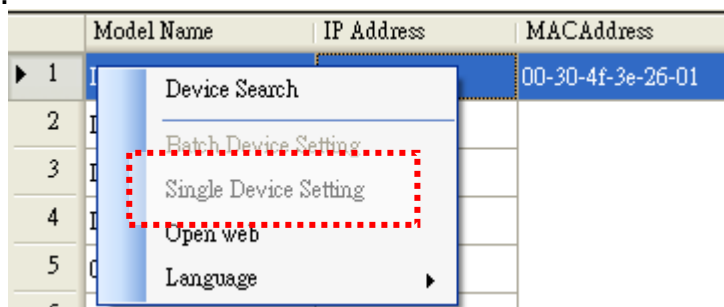 Model Name IP Address MACAddress
1 00-30-4f-3e-26-01
Device Search
2
Batch Device Setting
3
Single Device Setting
4
Open web
5
Language